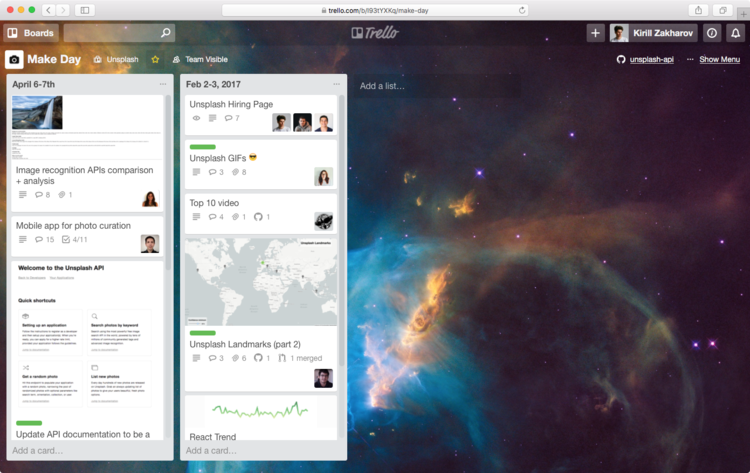 trello.com/b/I93tYXKq/make-day
Boards
Trello
Kirill Zakharov
Make Day
Unsplash
Team Visible
unsplash-api
Show Menu
April 6-7th
Image recognition APIs comparison
+ analysis
8
1
Mobile app for photo curation
15
4/11
Welcome to the Unsplash API
Quick shortcuts
Setting up an application
Search photos by keyword
Get a random photo
List new photos
Update API documentation to be a
Add a card…
Feb 2-3, 2017
Unsplash Hiring Page
7
Unsplash GIFs 😎
3
8
Top 10 video
4
1
1
Unsplash Landmarks
Unsplash Landmarks (part 2)
3
6
1
1 merged
React Trend
Add a card…
Add a list…